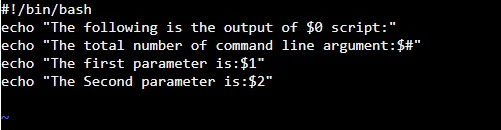 #!/bin/bash
echo "The following is the output of $0 script:"
echo "The total number of command line argument:$#"
echo "The first parameter is:$1"
echo "The Second parameter is:$2"
~